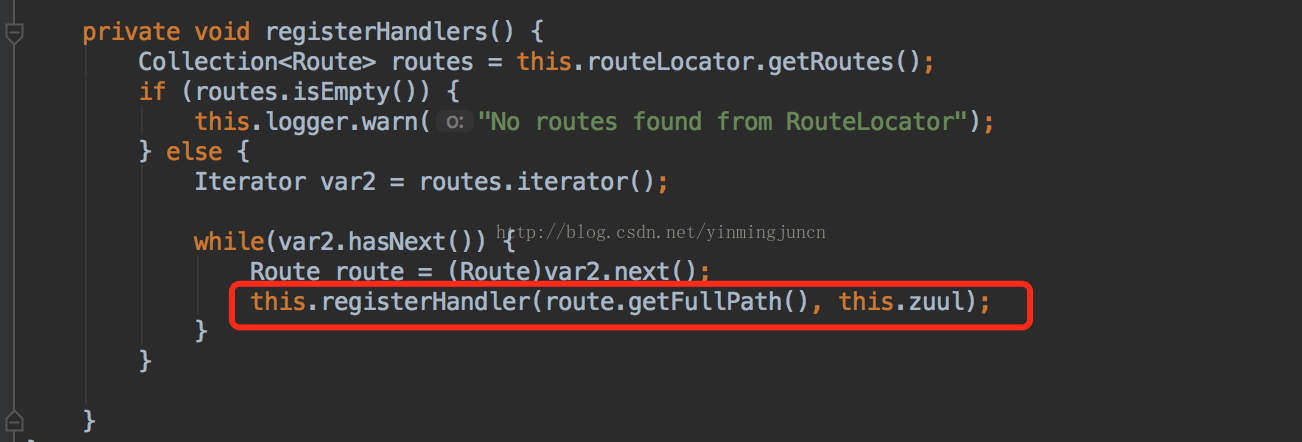 private void registerHandlers() {
Collection<Route> routes = this.routeLocator.getRoutes();
if (routes.isEmpty()) {
this.logger.warn( o: "No routes found from RouteLocator");
} else {
Iterator var2 = routes.iterator();
http://blog.csdn.net/yinmingjuncn
while(var2.hasNext()) {
Route route = (Route)var2.next();
this.registerHandler(route.getFullPath(), this.zuul);
}
}
}